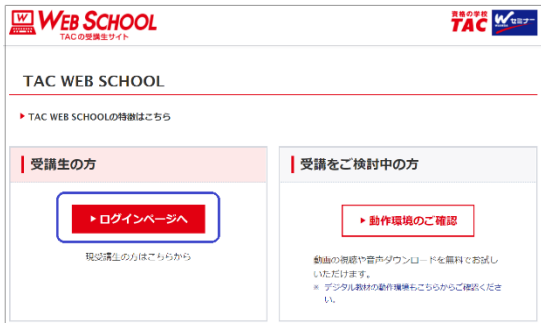 WEB SCHOOL
TACの受講生サイト
資格の学校
TAC
Wセミナー
TAC WEB SCHOOL
TAC WEB SCHOOLの特徴はこちら
受講生の方
受講をご検討中の方
ログインページへ
動作環境のご確認
現受講生の方はこちらから
動画の視聴や音声ダウンロードを無料でお試し
いただけます。
※ デジタル教材の動作環境もこちらからご確認くださ
い。